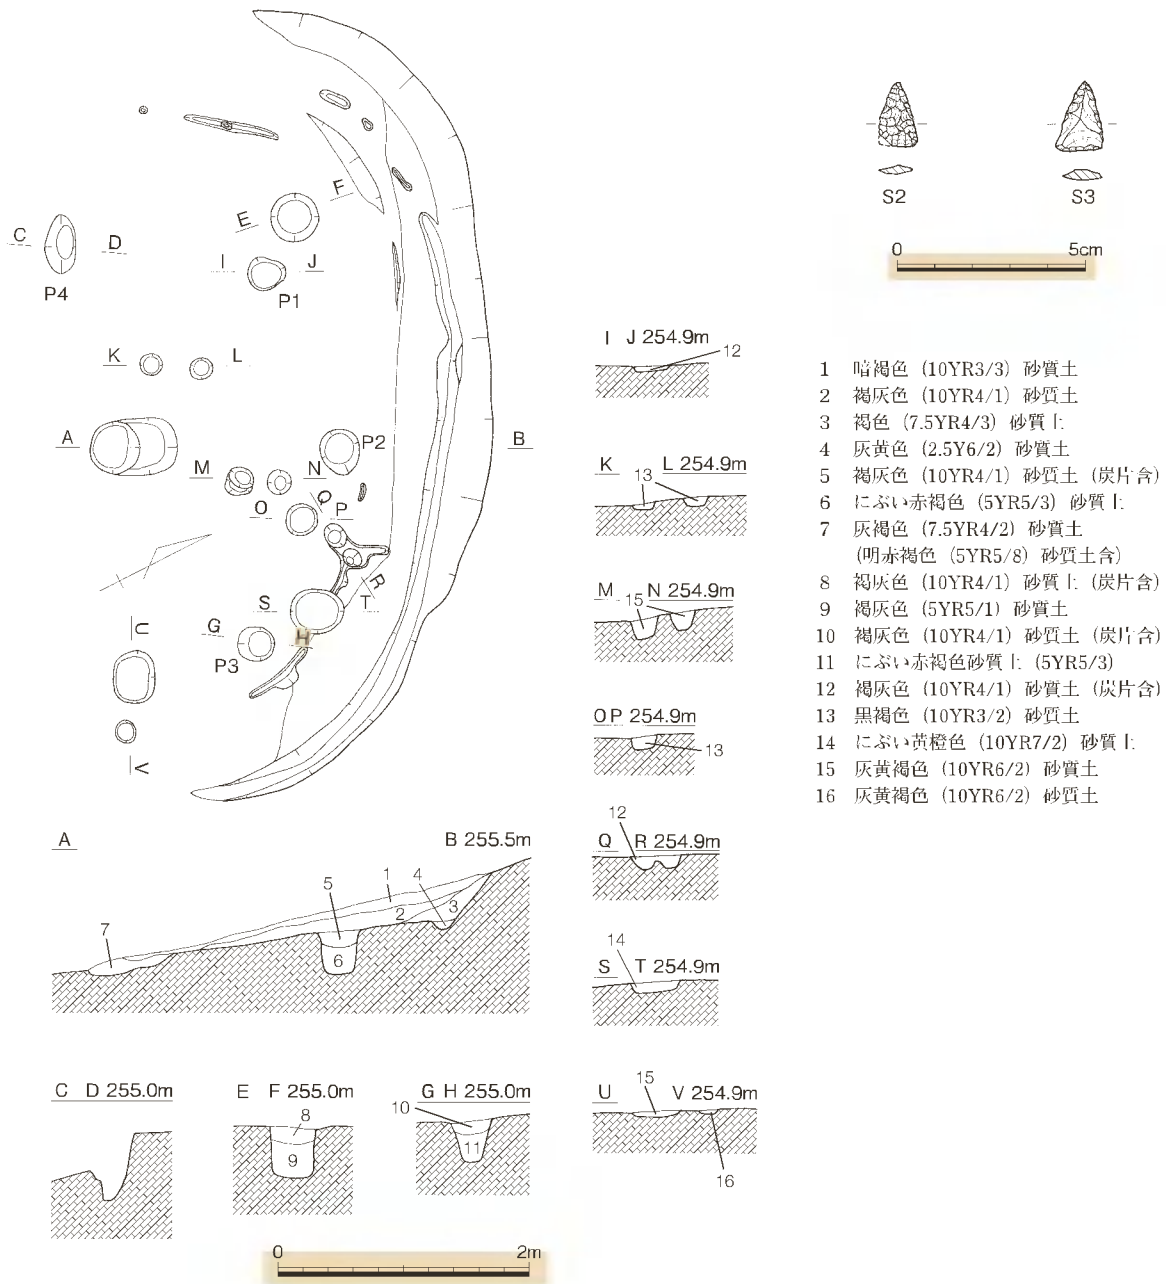 F
E
C
D
I
J
P4
P1
K
L
A
P2
B
M
N
O
Q
P
R
S
T
G
H
P3
U
V
S2
S3
0
5cm
1 暗褐色 (10YR3/3) 砂質土
2 褐灰色 (10YR4/1) 砂質土
3 褐色 (7.5YR4/3) 砂質土
4 灰黄色 (2.5Y6/2) 砂質土
5 褐灰色 (10YR4/1) 砂質土 (炭片含)
6 にぶい赤褐色 (5YR5/3) 砂質土
7 灰褐色 (7.5YR4/2) 砂質土
(明赤褐色 (5YR5/8) 砂質土含)
8 褐灰色 (10YR4/1) 砂質土 (炭片含)
9 褐灰色 (5YR5/1) 砂質土
10 褐灰色 (10YR4/1) 砂質土 (炭片含)
11 にぶい赤褐色砂質土 (5YR5/3)
12 褐灰色 (10YR4/1) 砂質土 (炭片含)
13 黒褐色 (10YR3/2) 砂質土
14 にぶい黄橙色 (10YR7/2) 砂質土
15 灰黄褐色 (10YR6/2) 砂質土
16 灰黄褐色 (10YR6/2) 砂質土
I J 254.9m
12
K L 254.9m
13
M N 254.9m
15
O P 254.9m
13
Q R 254.9m
12
S T 254.9m
14
U V 254.9m
15
16
A B 255.5m
1
2
3
4
5
6
7
C D 255.0m
E F 255.0m
8
9
G H 255.0m
10
11
0
2m